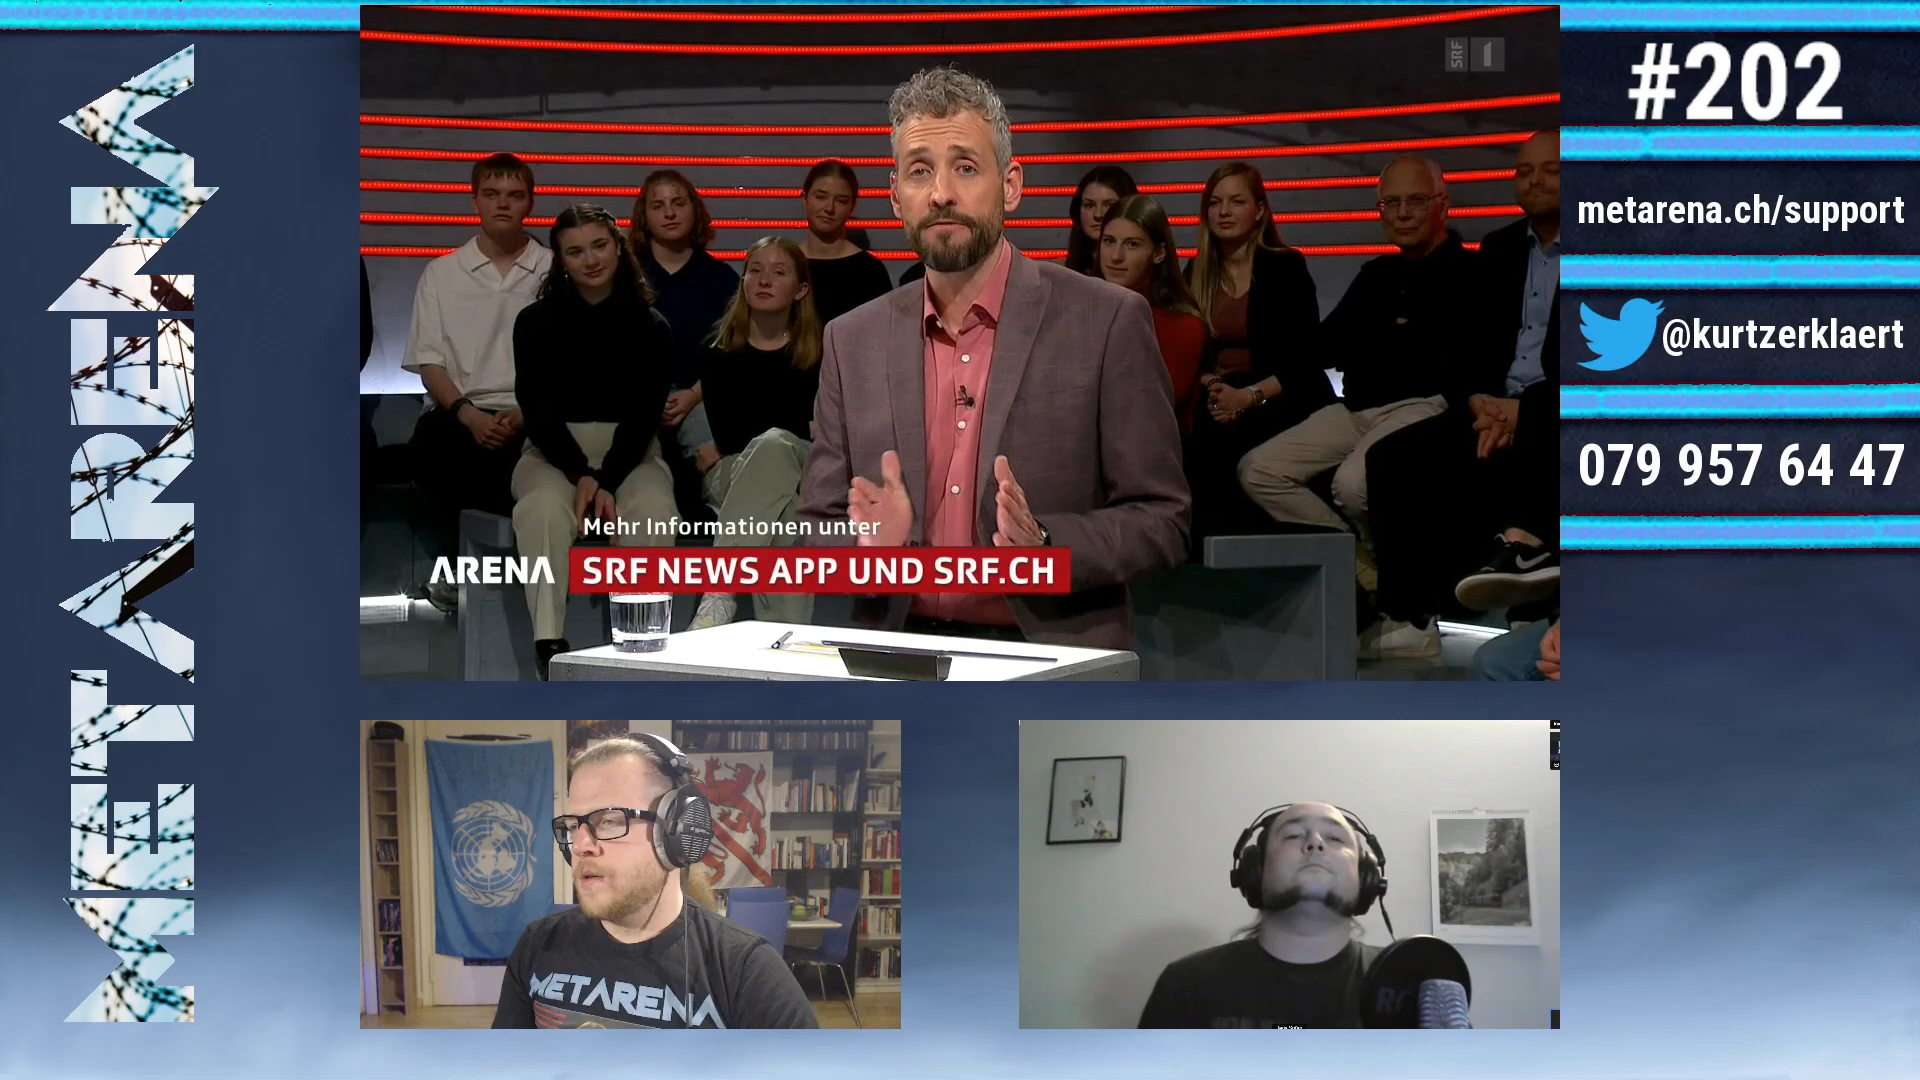 METARENA
SRF 1
Mehr Informationen unter
ARENA
SRF NEWS APP UND SRF.CH
#202
metarena.ch/support
@kurtzerklaert
079 957 64 47
METARENA